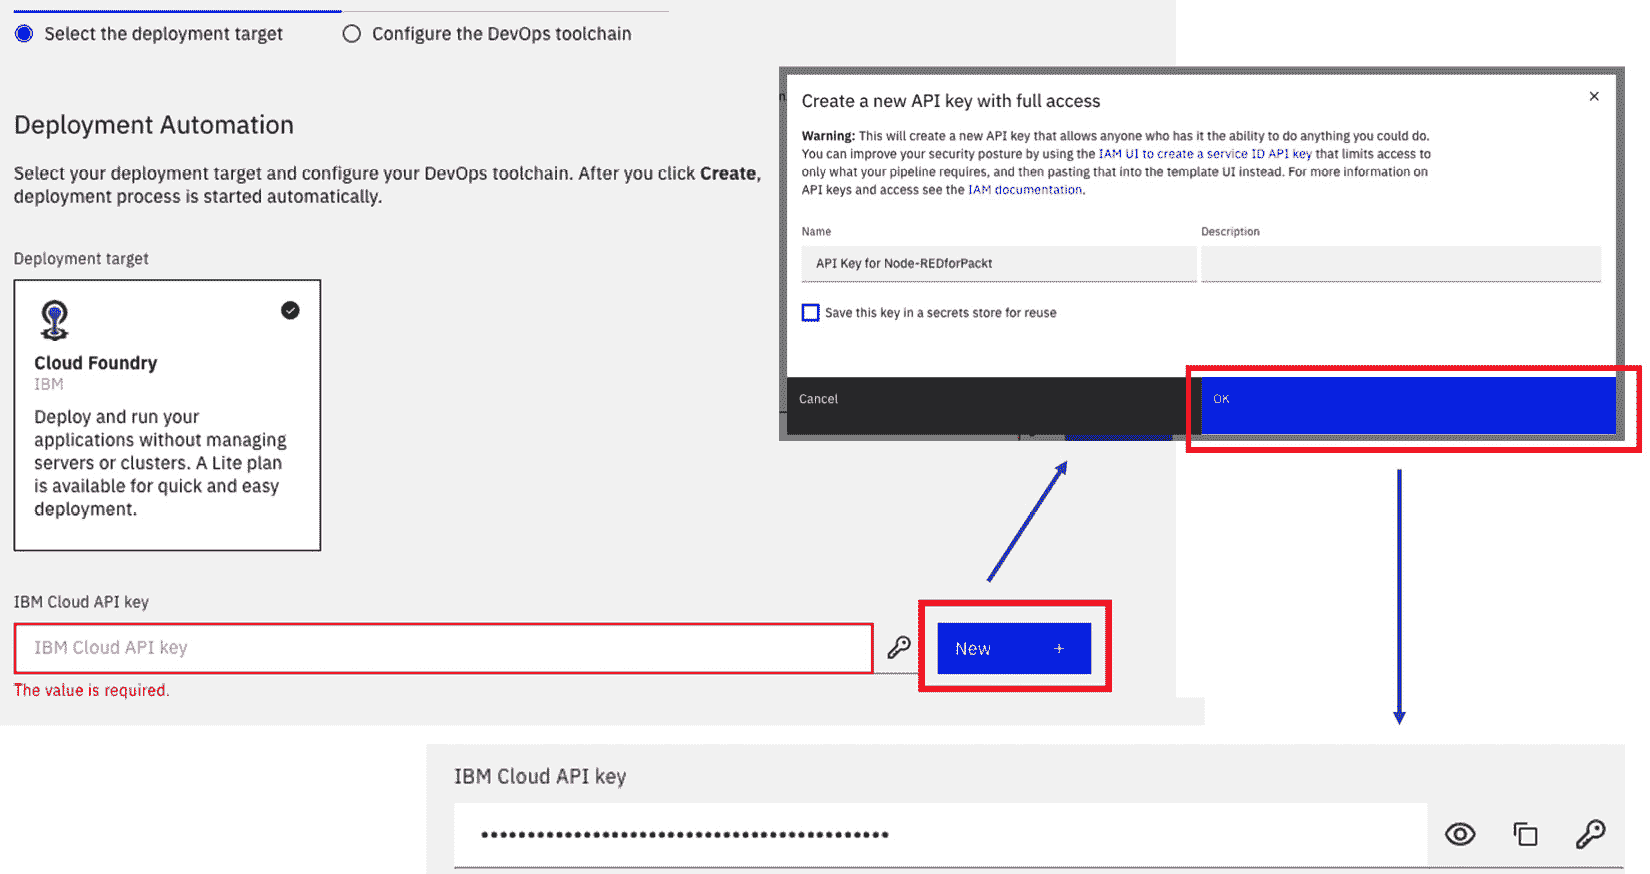 Select the deployment target
Configure the DevOps toolchain
Deployment Automation
Select your deployment target and configure your DevOps toolchain. After you click Create,
deployment process is started automatically.
Deployment target
Cloud Foundry
IBM
Deploy and run your
applications without managing
servers or clusters. A Lite plan
is available for quick and easy
deployment.
IBM Cloud API key
IBM Cloud API key
New +
The value is required.
Create a new API key with full access
Warning: This will create a new API key that allows anyone who has it the ability to do anything you could do.
You can improve your security posture by using the IAM UI to create a service ID API key that limits access to
only what your pipeline requires, and then pasting that into the template UI instead. For more information on
API keys and access see the IAM documentation.
Name
Description
API Key for Node-REDforPackt
Save this key in a secrets store for reuse
Cancel
OK
IBM Cloud API key